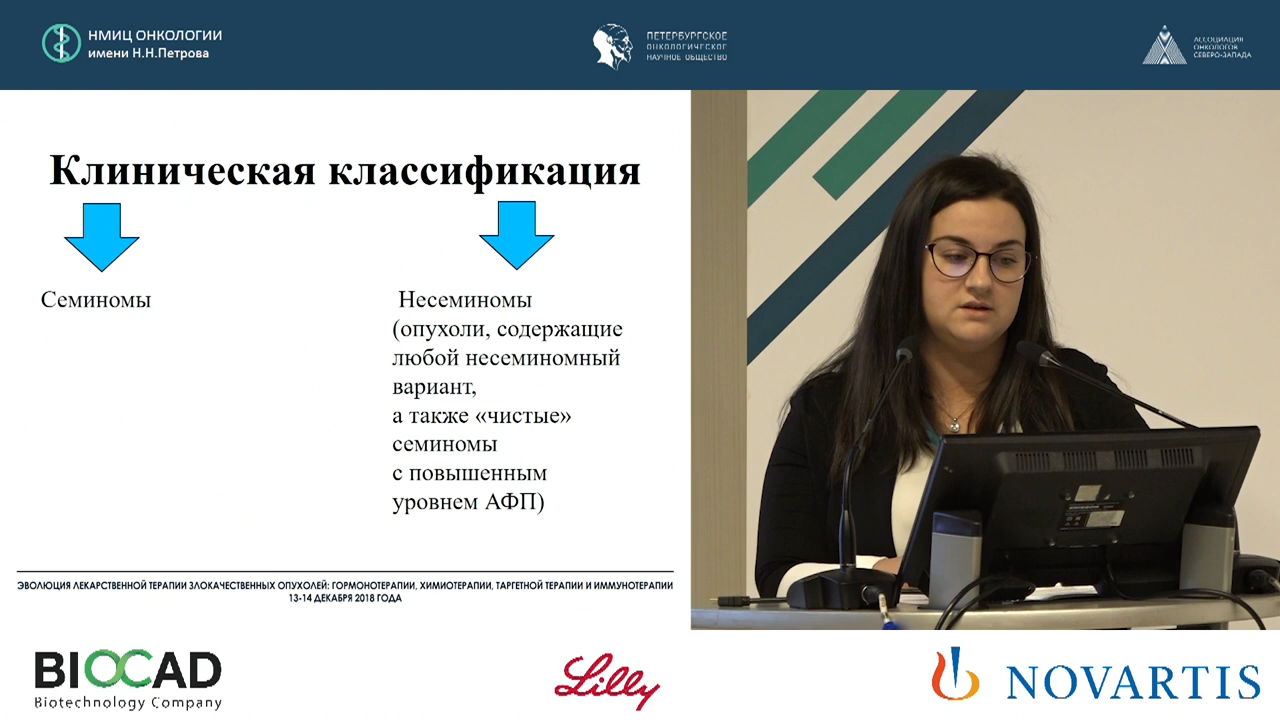 НМИЦ ОНКОЛОГИИ
имени Н.Н.Петрова
ПЕТЕРБУРГСКОЕ
ОНКОЛОГИЧЕСКОЕ
НАУЧНОЕ ОБЩЕСТВО
АССОЦИАЦИЯ
ОНКОЛОГОВ
СЕВЕРО-ЗАПАДА
Клиническая классификация
Семиномы
Несеминомы
(опухоли, содержащие
любой несеминомный
вариант,
а также «чистые»
семиномы
с повышенным
уровнем АФП)
ЭВОЛЮЦИЯ ЛЕКАРСТВЕННОЙ ТЕРАПИИ ЗЛОКАЧЕСТВЕННЫХ ОПУХОЛЕЙ: ГОРМОНОТЕРАПИИ, ХИМИОТЕРАПИИ, ТАРГЕТНОЙ ТЕРАПИИ И ИММУНОТЕРАПИИ
13-14 ДЕКАБРЯ 2018 ГОДА
BIOCAD
Biotechnology Company
Lilly
NOVARTIS